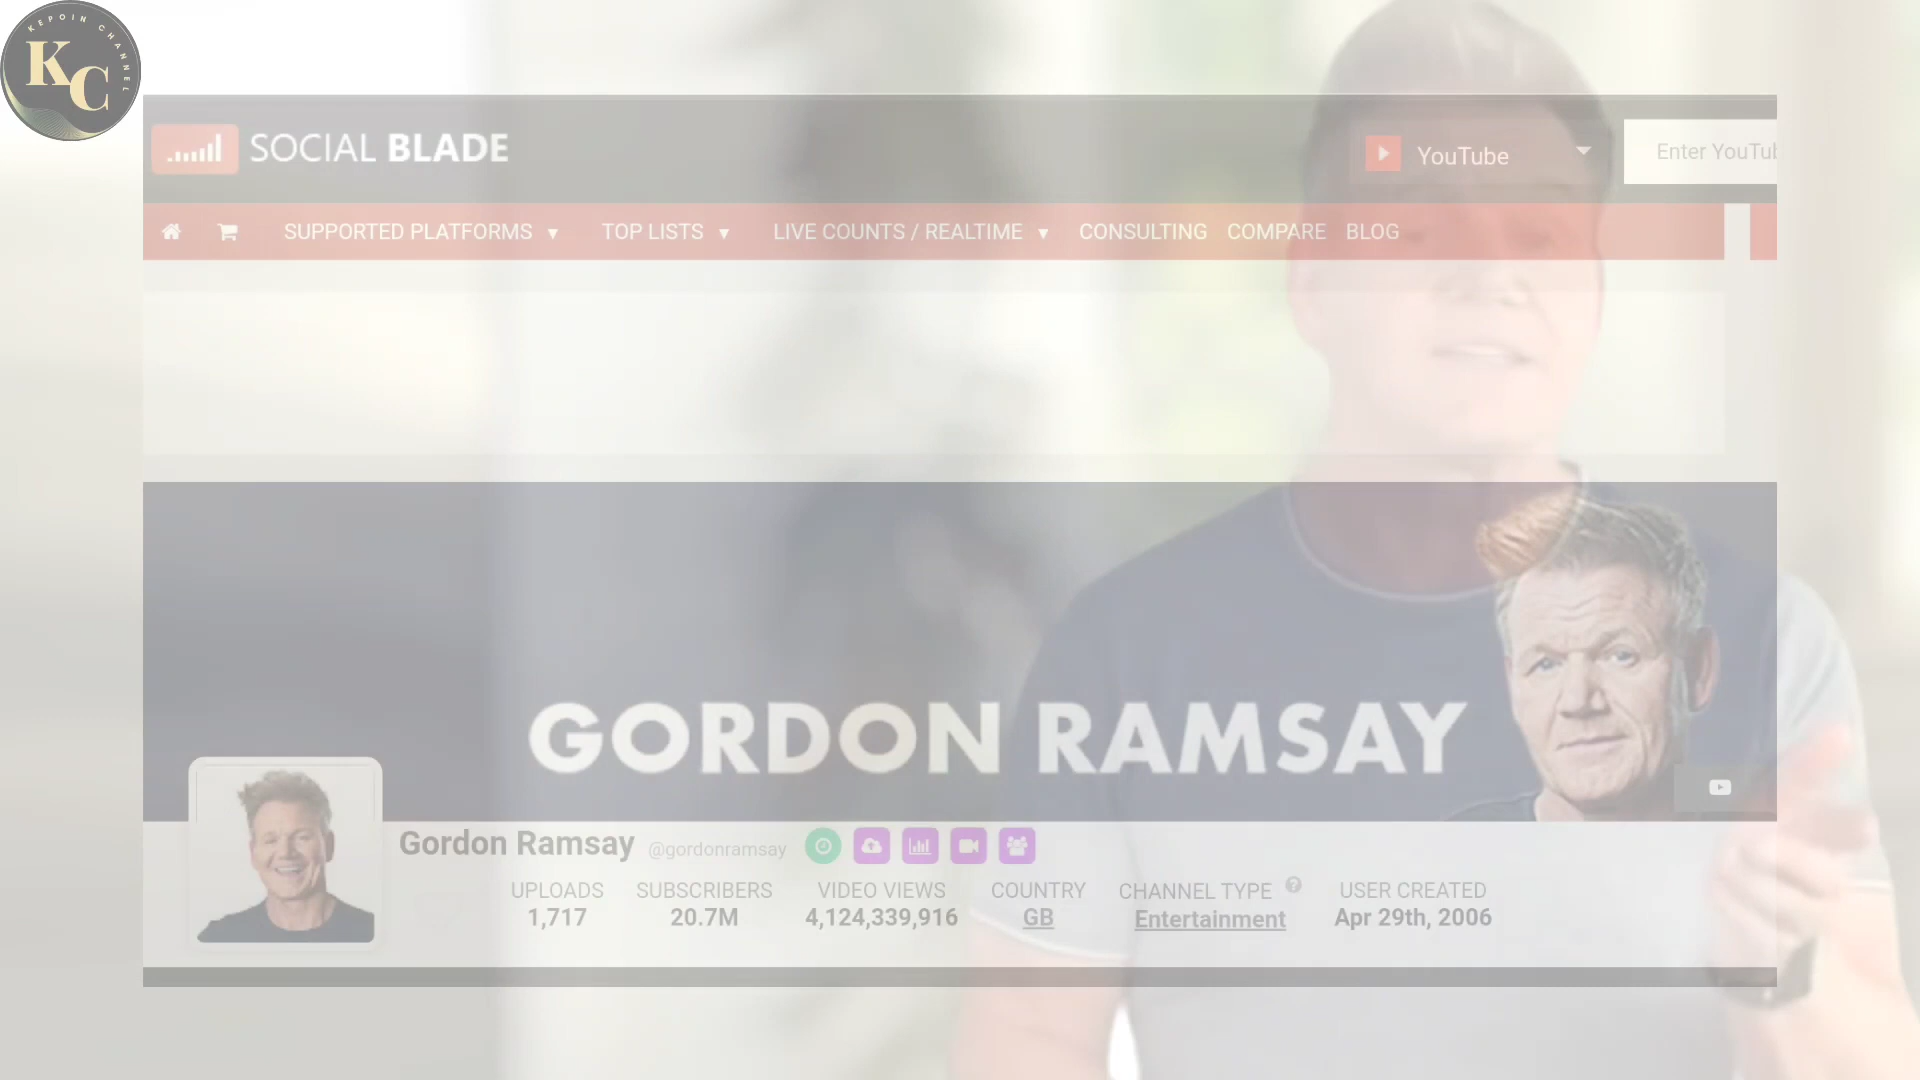 KEPOIN CHANNEL
KC
SOCIAL BLADE
YouTube
Enter YouTub
SUPPORTED PLATFORMS
TOP LISTS
LIVE COUNTS / REALTIME
CONSULTING
COMPARE
BLOG
GORDON RAMSAY
Gordon Ramsay @gordonramsay
UPLOADS SUBSCRIBERS VIDEO VIEWS COUNTRY CHANNEL TYPE ? USER CREATED
1,717 20.7M 4,124,339,916 GB Entertainment Apr 29th, 2006